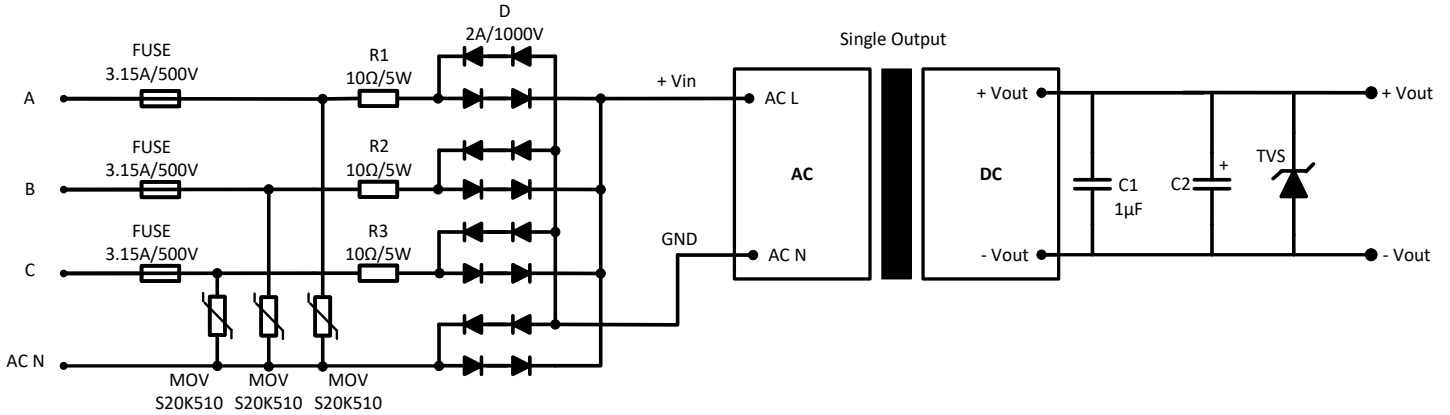 D
2A/1000V
FUSE
3.15A/500V
R1
10Ω/5W
A
+ Vin
Single Output
AC L
+ Vout
+ Vout
FUSE
3.15A/500V
R2
10Ω/5W
B
AC
DC
C1
1µF
C2
+
TVS
FUSE
3.15A/500V
R3
10Ω/5W
C
GND
AC N
- Vout
- Vout
AC N
MOV
S20K510
MOV
S20K510
MOV
S20K510